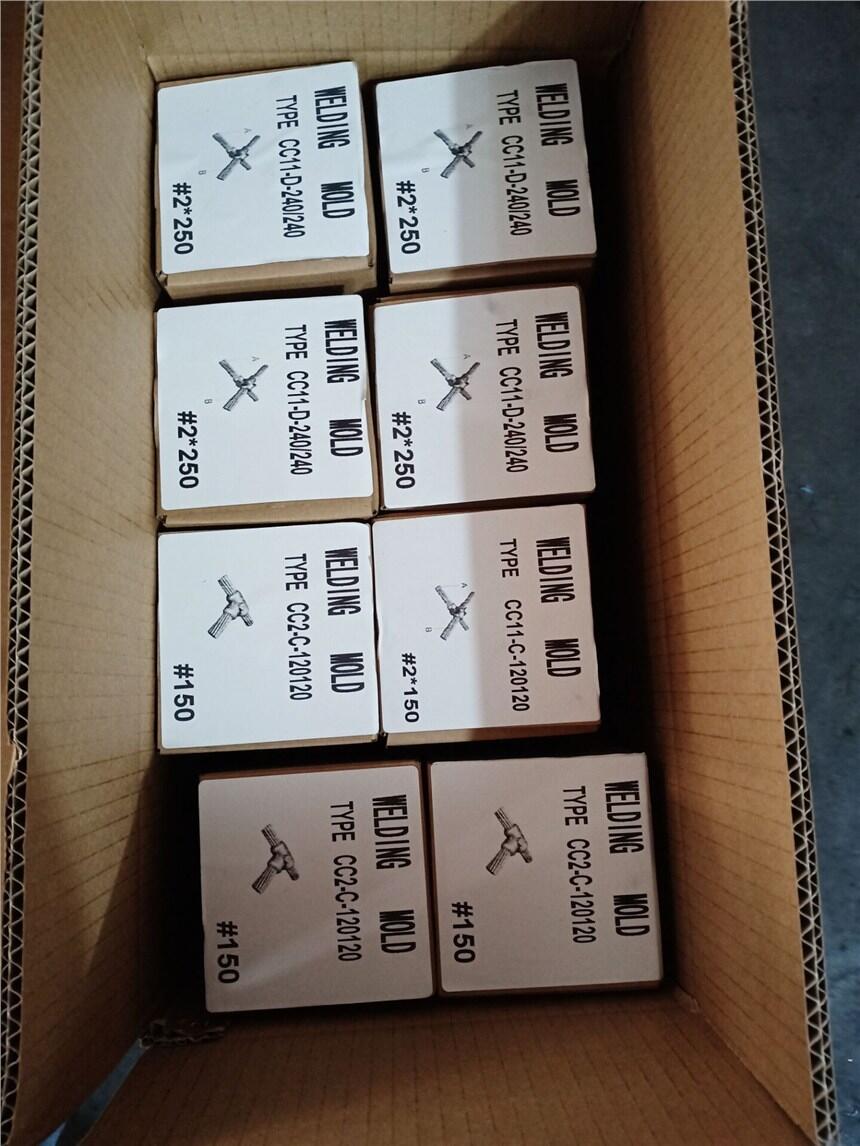 WELDING MOLD
TYPE CC11-D-240/240
A
B
#2*250
WELDING MOLD
TYPE CC11-D-240/240
A
B
#2*250
WELDING MOLD
TYPE CC11-D-240/240
A
B
#2*250
WELDING MOLD
TYPE CC11-D-240/240
A
B
#2*250
WELDING MOLD
TYPE CC2-C-120120
#150
WELDING MOLD
TYPE CC11-C-120120
A
B
#2*150
WELDING MOLD
TYPE CC2-C-120120
#150
WELDING MOLD
TYPE CC2-C-120120
#150